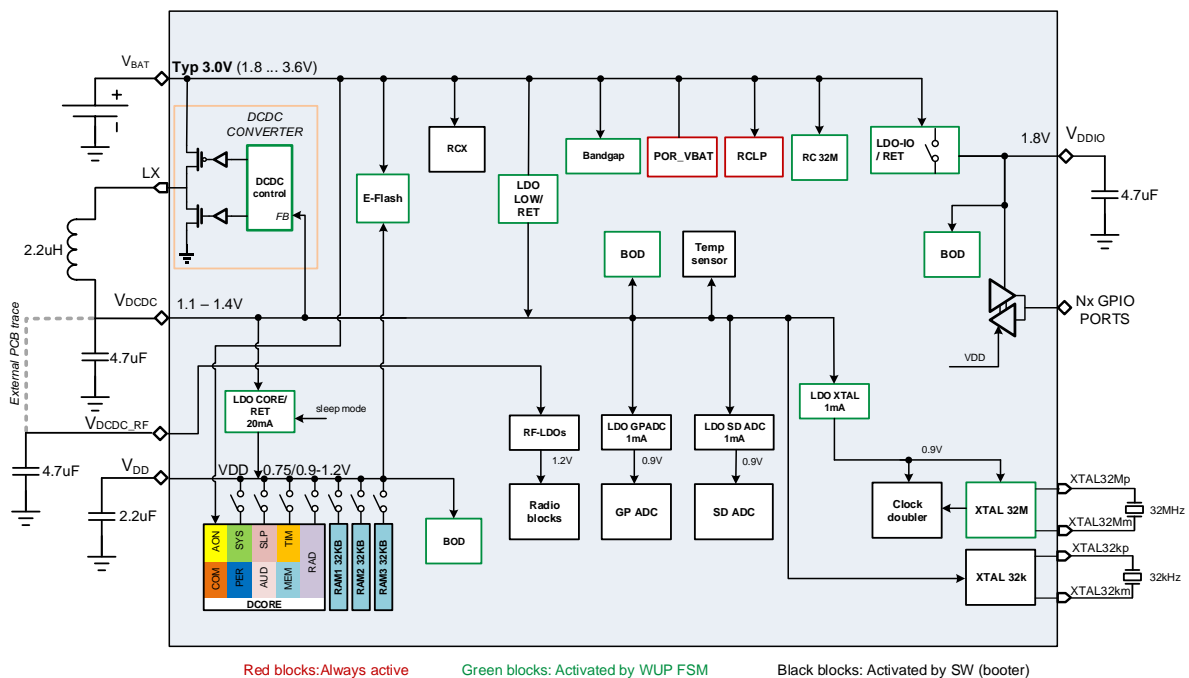 VBAT
Typ 3.0V (1.8 ... 3.6V)
+
DCDC
CONVERTER
DCDC
control
FB
LX
2.2uH
E-Flash
RCX
LDO
LOW/
RET
Bandgap
POR_VBAT
RCLP
RC 32M
LDO-IO
/ RET
1.8V
VDDIO
4.7uF
BOD
Temp
sensor
BOD
Nx GPIO
PORTS
VDD
VDCDC
1.1 – 1.4V
External PCB trace
4.7uF
LDO CORE/
RET
20mA
sleep mode
LDO XTAL
1mA
VDCDC_RF
4.7uF
RF-LDOs
LDO GPADC
1mA
LDO SD ADC
1mA
1.2V
0.9V
0.9V
0.9V
VDD
VDD 0.75/0.9-1.2V
2.2uF
Radio
blocks
GP ADC
SD ADC
Clock
doubler
XTAL 32M
XTAL32Mp
32MHz
XTAL32Mm
XTAL 32k
XTAL32kp
32kHz
XTAL32km
AON
SYS
SLP
TIM
RAD
COM
PER
AUD
MEM
RAM1 32KB
RAM2 32KB
RAM3 32KB
DCORE
BOD
Red blocks:Always active
Green blocks: Activated by WUP FSM
Black blocks: Activated by SW (booter)